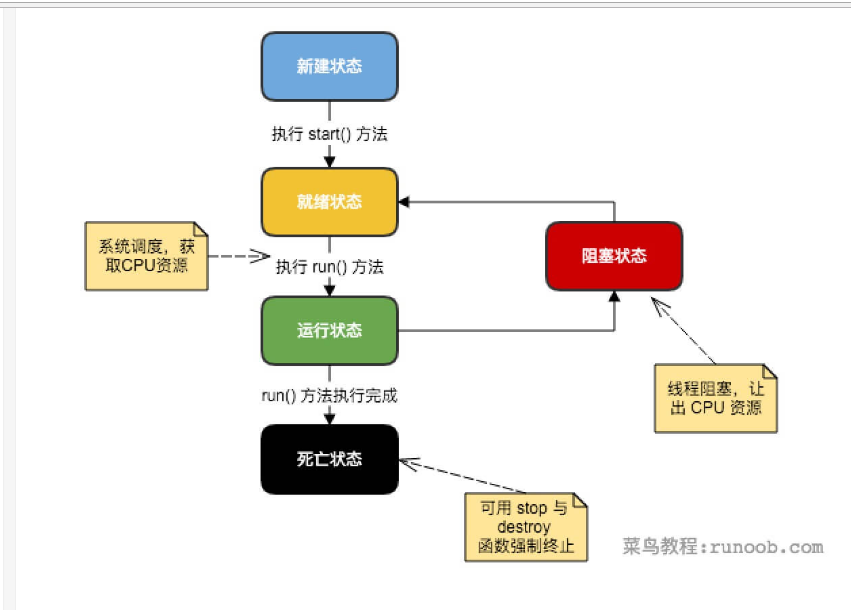 新建状态
执行 start() 方法
就绪状态
系统调度，获
取CPU资源
执行 run() 方法
阻塞状态
运行状态
线程阻塞，让
出 CPU 资源
run() 方法执行完成
死亡状态
可用 stop 与
destroy
函数强制终止
菜鸟教程:runoob.com